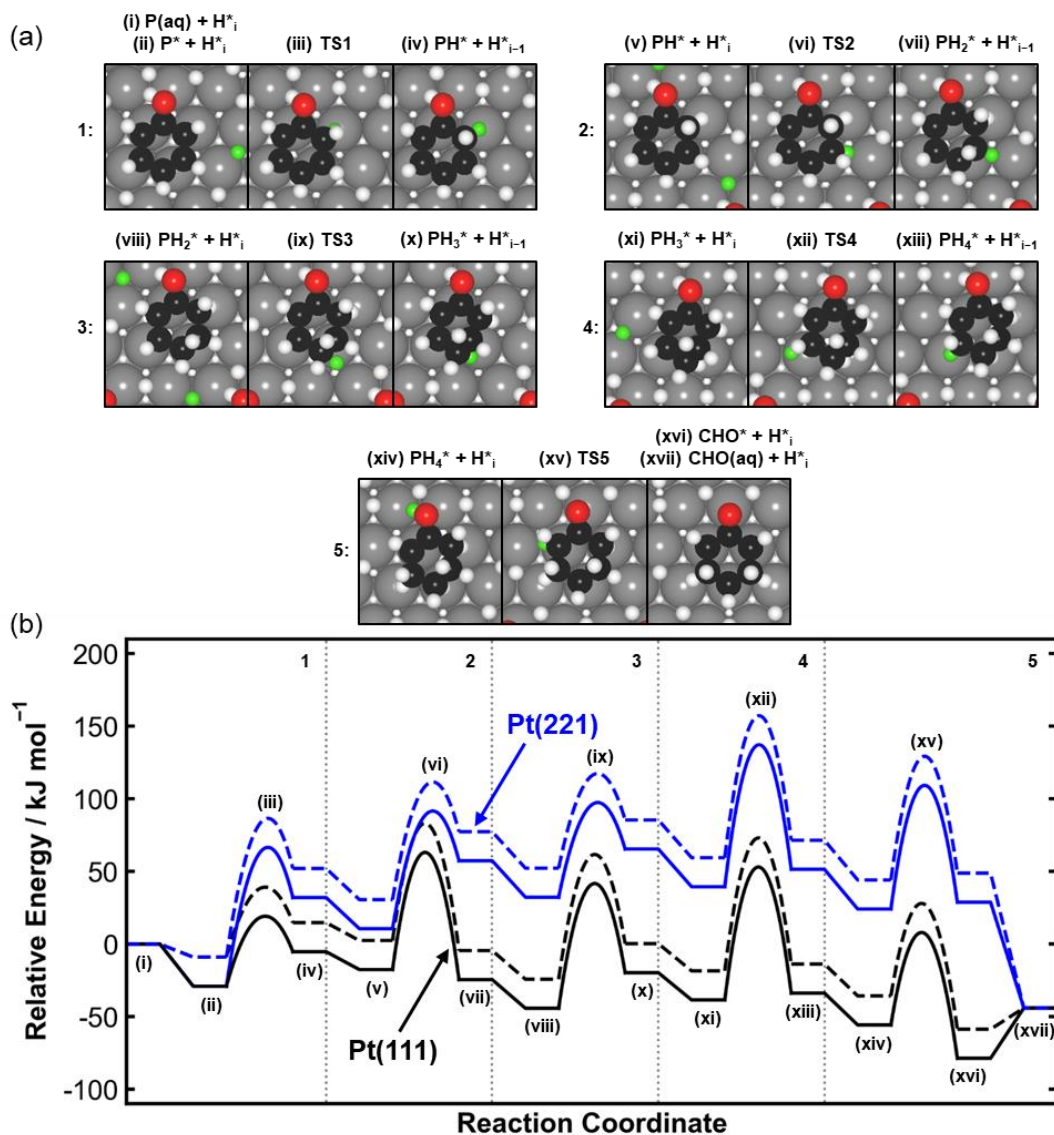 (a)
(i) P(aq) + H*i
(ii) P* + H*i
(iii) TS1
(iv) PH* + H*i−1
(v) PH* + H*i
(vi) TS2
(vii) PH2* + H*i−1
1:
2:
(viii) PH2* + H*i
(ix) TS3
(x) PH3* + H*i−1
(xi) PH3* + H*i
(xii) TS4
(xiii) PH4* + H*i−1
3:
4:
(xvi) CHO* + H*i
(xiv) PH4* + H*i
(xv) TS5
(xvii) CHO(aq) + H*i
5:
(b)
200
1
2
3
4
5
150
(xii)
Pt(221)
(xv)
(vi)
(ix)
100
(iii)
50
0
(i)
(iv)
(v)
(vii)
(x)
(ii)
(viii)
(xi)
(xiii)
(xiv)
(xvii)
-50
Pt(111)
(xvi)
-100
Relative Energy / kJ mol−1
Reaction Coordinate